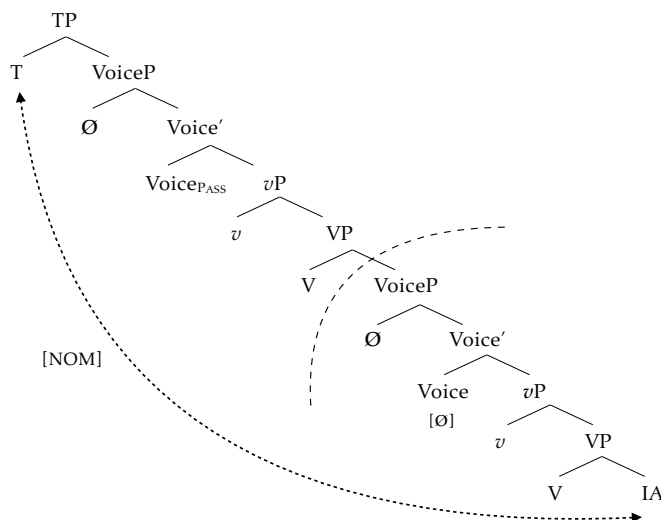 TP
T VoiceP
Ø Voice′
Voice_PASS vP
v VP
V VoiceP
Ø Voice′
[NOM]
Voice vP
[Ø] v VP
V IA